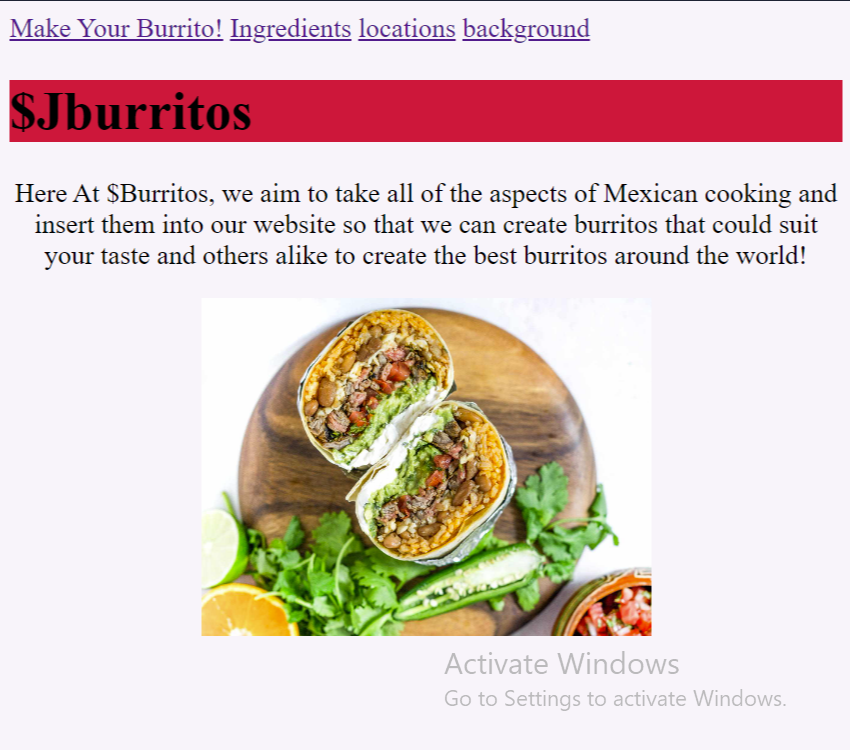 Make Your Burrito! Ingredients locations background
$Jburritos
Here At $Burritos, we aim to take all of the aspects of Mexican cooking and
insert them into our website so that we can create burritos that could suit
your taste and others alike to create the best burritos around the world!
Activate Windows
Go to Settings to activate Windows.